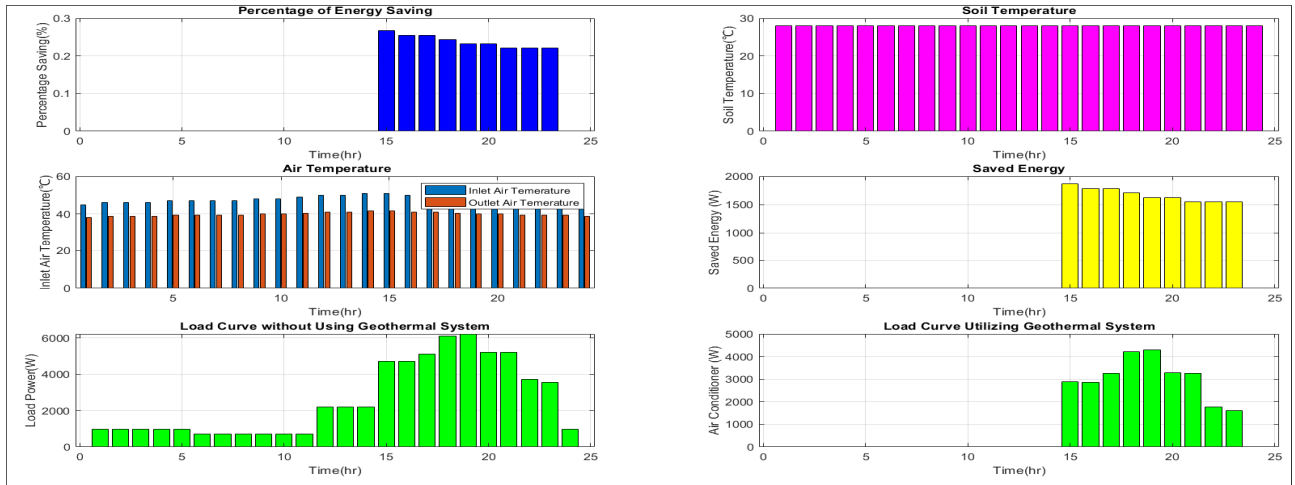 Percentage of Energy Saving
Percentage Saving(%)
0.3
0.2
0.1
0
0 5 10 15 20 25
Time(hr)
Soil Temperature
Soil Temperature(℃)
30
20
10
0
0 5 10 15 20 25
Time(hr)
Air Temperature
Inlet Air Temperature(℃)
60
40
20
0
5 10 15 20
Time(hr)
Inlet Air Temerature
Outlet Air Temerature
Saved Energy
Saved Energy (W)
2000
1500
1000
500
0
0 5 10 15 20 25
Time(hr)
Load Curve without Using Geothermal System
Load Power(W)
6000
4000
2000
0
0 5 10 15 20 25
Time(hr)
Load Curve Utilizing Geothermal System
Air Conditioner (W)
5000
4000
3000
2000
1000
0
0 5 10 15 20 25
Time(hr)